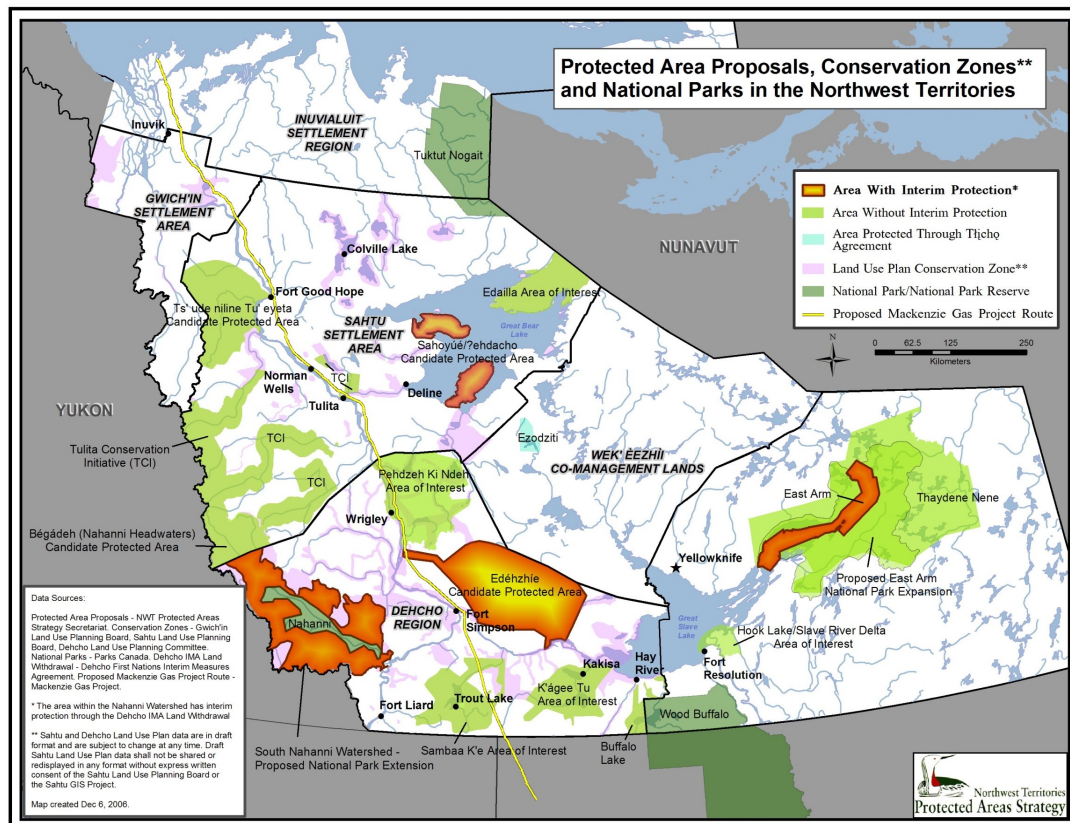 Protected Area Proposals, Conservation Zones**
and National Parks in the Northwest Territories
Area With Interim Protection*
Area Without Interim Protection
Area Protected Through Tłįchǫ
Agreement
Land Use Plan Conservation Zone**
National Park/National Park Reserve
Proposed Mackenzie Gas Project Route
0 62.5 125 250
Kilometers
N
Inuvik
INUVIALUIT
SETTLEMENT
REGION
Tuktut Nogait
GWICH'IN
SETTLEMENT
AREA
NUNAVUT
Colville Lake
Fort Good Hope
Edaiila Area of Interest
Ts' ude niline Tu' eyeta
Candidate Protected Area
SAHTU
SETTLEMENT
AREA
Great Bear
Lake
Sahoyúé/?ehdacho
Candidate Protected Area
TCI
Norman
Wells
Deline
Tulita
YUKON
Tulita Conservation
Initiative (TCI)
TCI
TCI
Ezodziti
WEK' ÈEZHÌI
CO-MANAGEMENT LANDS
Pehdzeh Ki Ndeh
Area of Interest
East Arm
Thaydene Nene
Wrigley
Bégádeh (Nahanni Headwaters)
Candidate Protected Area
Yellowknife
Proposed East Arm
National Park Expansion
Edéhzhíe
Candidate Protected Area
DEHCHO
REGION
Fort
Simpson
Nahanni
Great
Slave
Lake
Hook Lake/Slave River Delta
Area of Interest
Kakisa
Hay
River
Fort
Resolution
K'ágee Tu
Area of Interest
Trout Lake
Fort Liard
Wood Buffalo
South Nahanni Watershed -
Proposed National Park Extension
Sambaa K'e Area of Interest
Buffalo
Lake
Data Sources:
Protected Area Proposals - NWT Protected Areas
Strategy Secretariat. Conservation Zones - Gwich'in
Land Use Planning Board, Sahtu Land Use Planning
Board, Dehcho Land Use Planning Committee.
National Parks - Parks Canada. Dehcho IMA Land
Withdrawal - Dehcho First Nations Interim Measures
Agreement. Proposed Mackenzie Gas Project Route -
Mackenzie Gas Project.
* The area within the Nahanni Watershed has interim
protection through the Dehcho IMA Land Withdrawal
** Sahtu and Dehcho Land Use Plan data are in draft
format and are subject to change at any time. Draft
Sahtu Land Use Plan data shall not be shared or
redisplayed in any format without express written
consent of the Sahtu Land Use Planning Board or
the Sahtu GIS Project.
Map created Dec 6, 2006.
Northwest Territories
Protected Areas Strategy